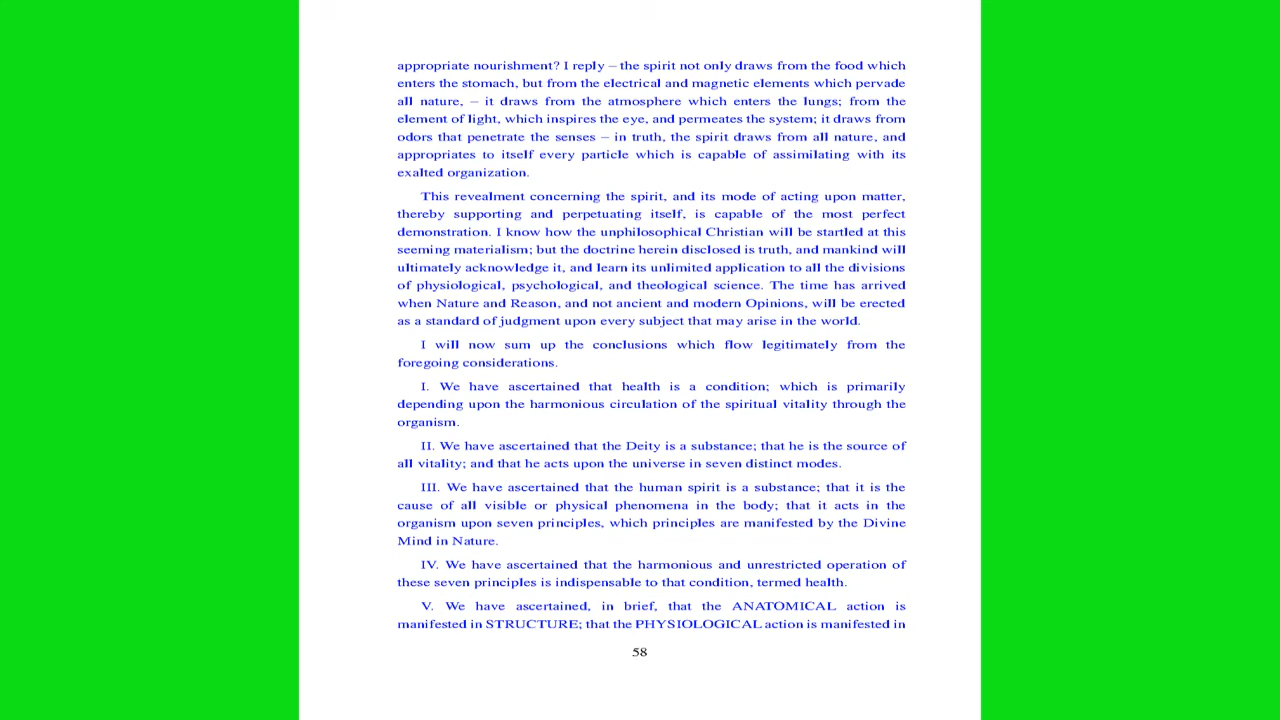 appropriate nourishment? I reply – the spirit not only draws from the food which
enters the stomach, but from the electrical and magnetic elements which pervade
all nature, – it draws from the atmosphere which enters the lungs; from the
element of light, which inspires the eye, and permeates the system; it draws from
odors that penetrate the senses – in truth, the spirit draws from all nature, and
appropriates to itself every particle which is capable of assimilating with its
exalted organization.
This revealment concerning the spirit, and its mode of acting upon matter,
thereby supporting and perpetuating itself, is capable of the most perfect
demonstration. I know how the unphilosophical Christian will be startled at this
seeming materialism; but the doctrine herein disclosed is truth, and mankind will
ultimately acknowledge it, and learn its unlimited application to all the divisions
of physiological, psychological, and theological science. The time has arrived
when Nature and Reason, and not ancient and modern Opinions, will be erected
as a standard of judgment upon every subject that may arise in the world.
I will now sum up the conclusions which flow legitimately from the
foregoing considerations.
I. We have ascertained that health is a condition; which is primarily
depending upon the harmonious circulation of the spiritual vitality through the
organism.
II. We have ascertained that the Deity is a substance; that he is the source of
all vitality; and that he acts upon the universe in seven distinct modes.
III. We have ascertained that the human spirit is a substance; that it is the
cause of all visible or physical phenomena in the body; that it acts in the
organism upon seven principles, which principles are manifested by the Divine
Mind in Nature.
IV. We have ascertained that the harmonious and unrestricted operation of
these seven principles is indispensable to that condition, termed health.
V. We have ascertained, in brief, that the ANATOMICAL action is
manifested in STRUCTURE; that the PHYSIOLOGICAL action is manifested in
58